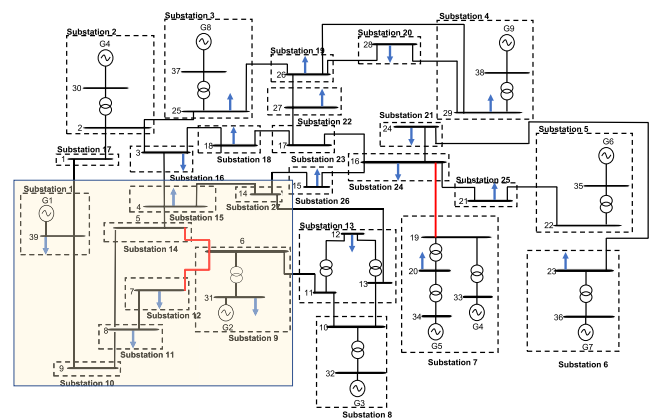 Substation 2
G4
30
2
Substation 3
G8
37
25
Substation 19
26
27
Substation 22
Substation 20
28
Substation 4
G9
38
29
Substation 17
1
3
Substation 16
18
Substation 18
17
Substation 23
Substation 21
24
16
Substation 24
Substation 5
G6
35
22
Substation 25
21
15
Substation 26
14
Substation 1
G1
39
4
Substation 15
5
Substation 14
6
31
G2
Substation 9
7
Substation 12
8
Substation 11
9
Substation 10
Substation 13
12
11
13
10
32
G3
Substation 8
19
20
33
34
G4
G5
Substation 7
23
36
G7
Substation 6